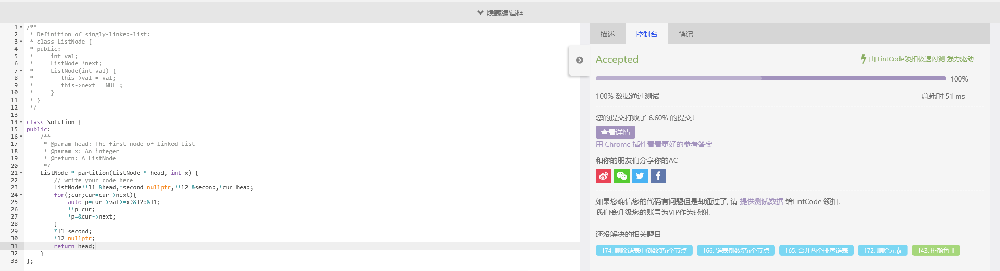 隐藏编辑框
1 /**
2  * Definition of singly-linked-list:
3  * class ListNode {
4  * public:
5  *     int val;
6  *     ListNode *next;
7  *     ListNode(int val) {
8  *        this->val = val;
9  *        this->next = NULL;
10  *     }
11  * }
12  */
13
14 class Solution {
15 public:
16     /**
17      * @param head: The first node of linked list
18      * @param x: An integer
19      * @return: A ListNode
20      */
21     ListNode * partition(ListNode * head, int x) {
22         // write your code here
23         ListNode**l1=&head,*second=nullptr,**l2=&second,*cur=head;
24         for(;cur;cur=cur->next){
25             auto p=cur->val>=x?&l2:&l1;
26             **p=cur;
27             *p=&cur->next;
28         }
29         *l1=second;
30         *l2=nullptr;
31         return head;
32     }
33 };
描述 控制台 笔记
Accepted 由 LintCode领扣极速闪测 强力驱动
100%
100% 数据通过测试 总耗时 51 ms
您的提交打败了 6.60% 的提交!
查看详情
用 Chrome 插件看看更好的参考答案
和你的朋友们分享你的AC
如果您确信您的代码有问题但是却通过了, 请 提供测试数据 给LintCode 领扣.
我们会升级您的账号为VIP作为感谢.
还没解决的相关题目
174. 删除链表中倒数第n个节点 166. 链表倒数第n个节点 165. 合并两个排序链表 172. 删除元素 143. 排颜色 II